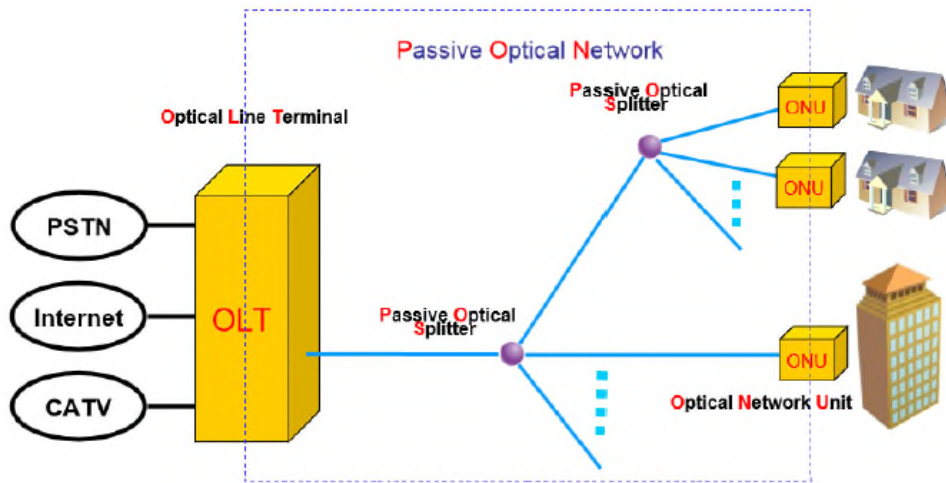 Passive Optical Network
Passive Optical
Splitter
ONU
Optical Line Terminal
ONU
PSTN
Internet
OLT
Passive Optical
Splitter
ONU
CATV
Optical Network Unit